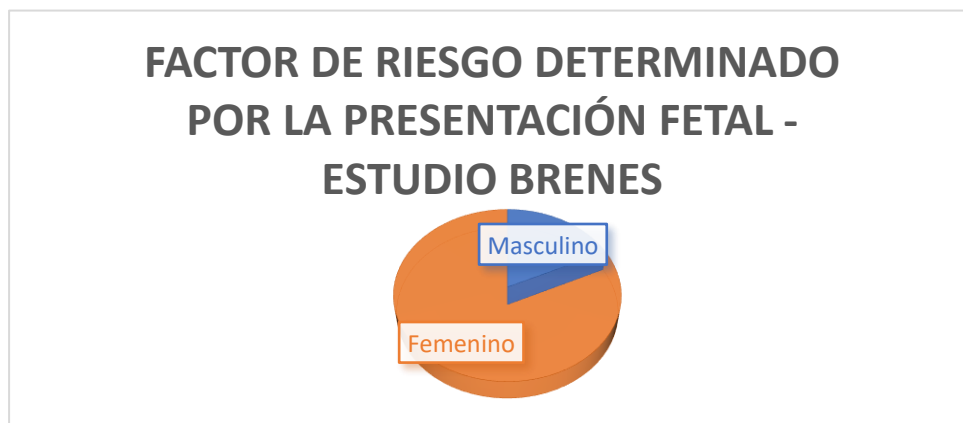 FACTOR DE RIESGO DETERMINADO
POR LA PRESENTACIÓN FETAL -
ESTUDIO BRENES
Masculino
Femenino